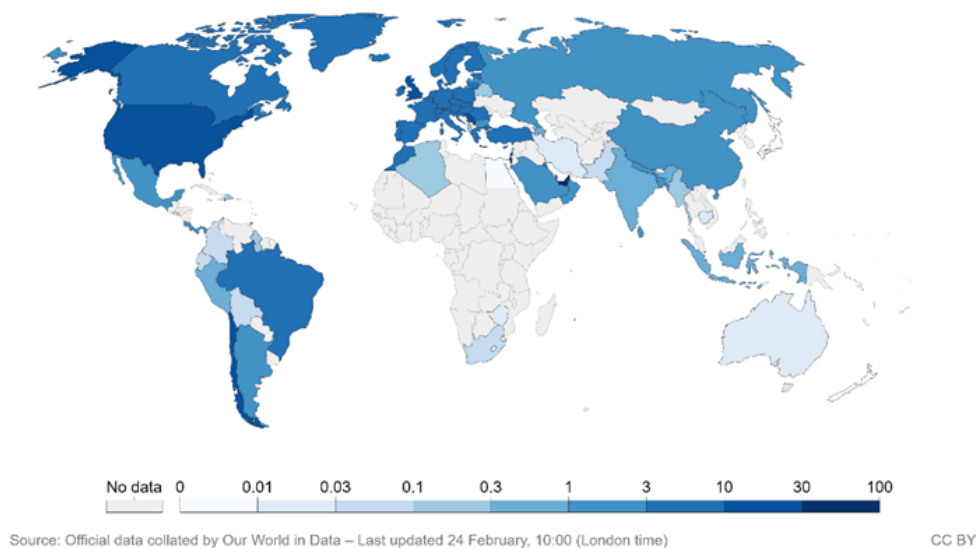 No data 0 0.01 0.03 0.1 0.3 1 3 10 30 100
Source: Official data collated by Our World in Data – Last updated 24 February, 10:00 (London time) CC BY